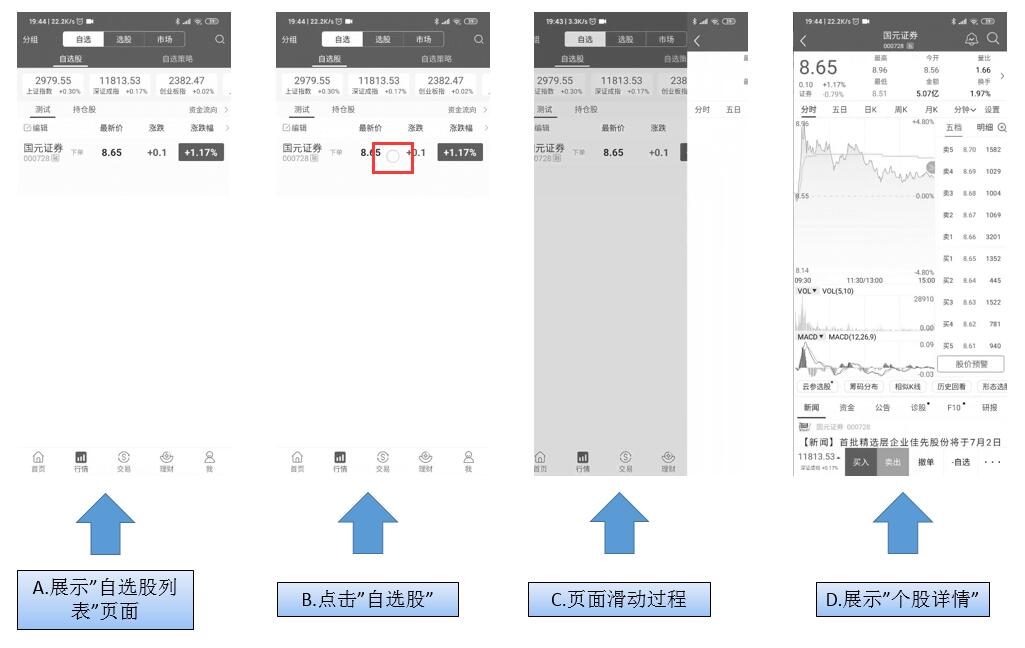 19:44 | 22.2K/s
分组 自选 选股 市场
自选股 自选策略
2979.55 11813.53 2382.47
上证指数 +0.30% 深证成指 +0.17% 创业板指 +0.02%
测试 持仓股 资金流向
编辑 最新价 涨跌 涨跌幅
国元证券 下单 8.65 +0.1 +1.17%
000728 融
首页 行情 交易 理财 我
A.展示”自选股列
表”页面
19:44 | 22.2K/s
分组 自选 选股 市场
自选股 自选策略
2979.55 11813.53 2382.47
上证指数 +0.30% 深证成指 +0.17% 创业板指 +0.02%
测试 持仓股 资金流向
编辑 最新价 涨跌 涨跌幅
国元证券 下单 8.65 +0.1 +1.17%
000728 融
首页 行情 交易 理财 我
B.点击”自选股”
19:43 | 3.3K/s
组 自选 选股 市场
自选股 自选
2979.55 11813.53 238
上证指数 +0.30% 深证成指 +0.17% 创业板指
测试 持仓股 分时 五日
编辑 最新价 涨跌
国元证券 下单 8.65 +0.1
000728 融
首页 行情 交易 理财
C.页面滑动过程
19:44 | 22.2K/s
国元证券
000728 融
8.65 最高 今开 量比
8.96 8.56 1.66
0.10 +1.17% 最低 金额 换手
证券 -0.79% 8.51 5.07亿 1.97%
分时 五日 日K 周K 月K 分钟 设置
8.96 +4.80% 五档 明细
卖5 8.70 1582
卖4 8.69 1029
卖3 8.68 1004
8.55 -0.00%
卖2 8.67 1069
卖1 8.66 3201
买1 8.65 1352
8.14 -4.80%
09:30 11:30/13:00 15:00 买2 8.64 445
VOL VOL(5,10)
28910 买3 8.63 1522
0.00 买4 8.62 781
MACD MACD(12,26,9)
0.09 买5 8.61 940
-0.03 股价预警
云参选股 筹码分布 相似K线 历史回看 形态选
新闻 资金 公告 诊股 F10 研报
国元证券 000728
【新闻】首批精选层企业佳先股份将于7月2日
11813.53 买入 卖出 撤单 -自选 ···
深证成指 +0.17%
D.展示”个股详情”